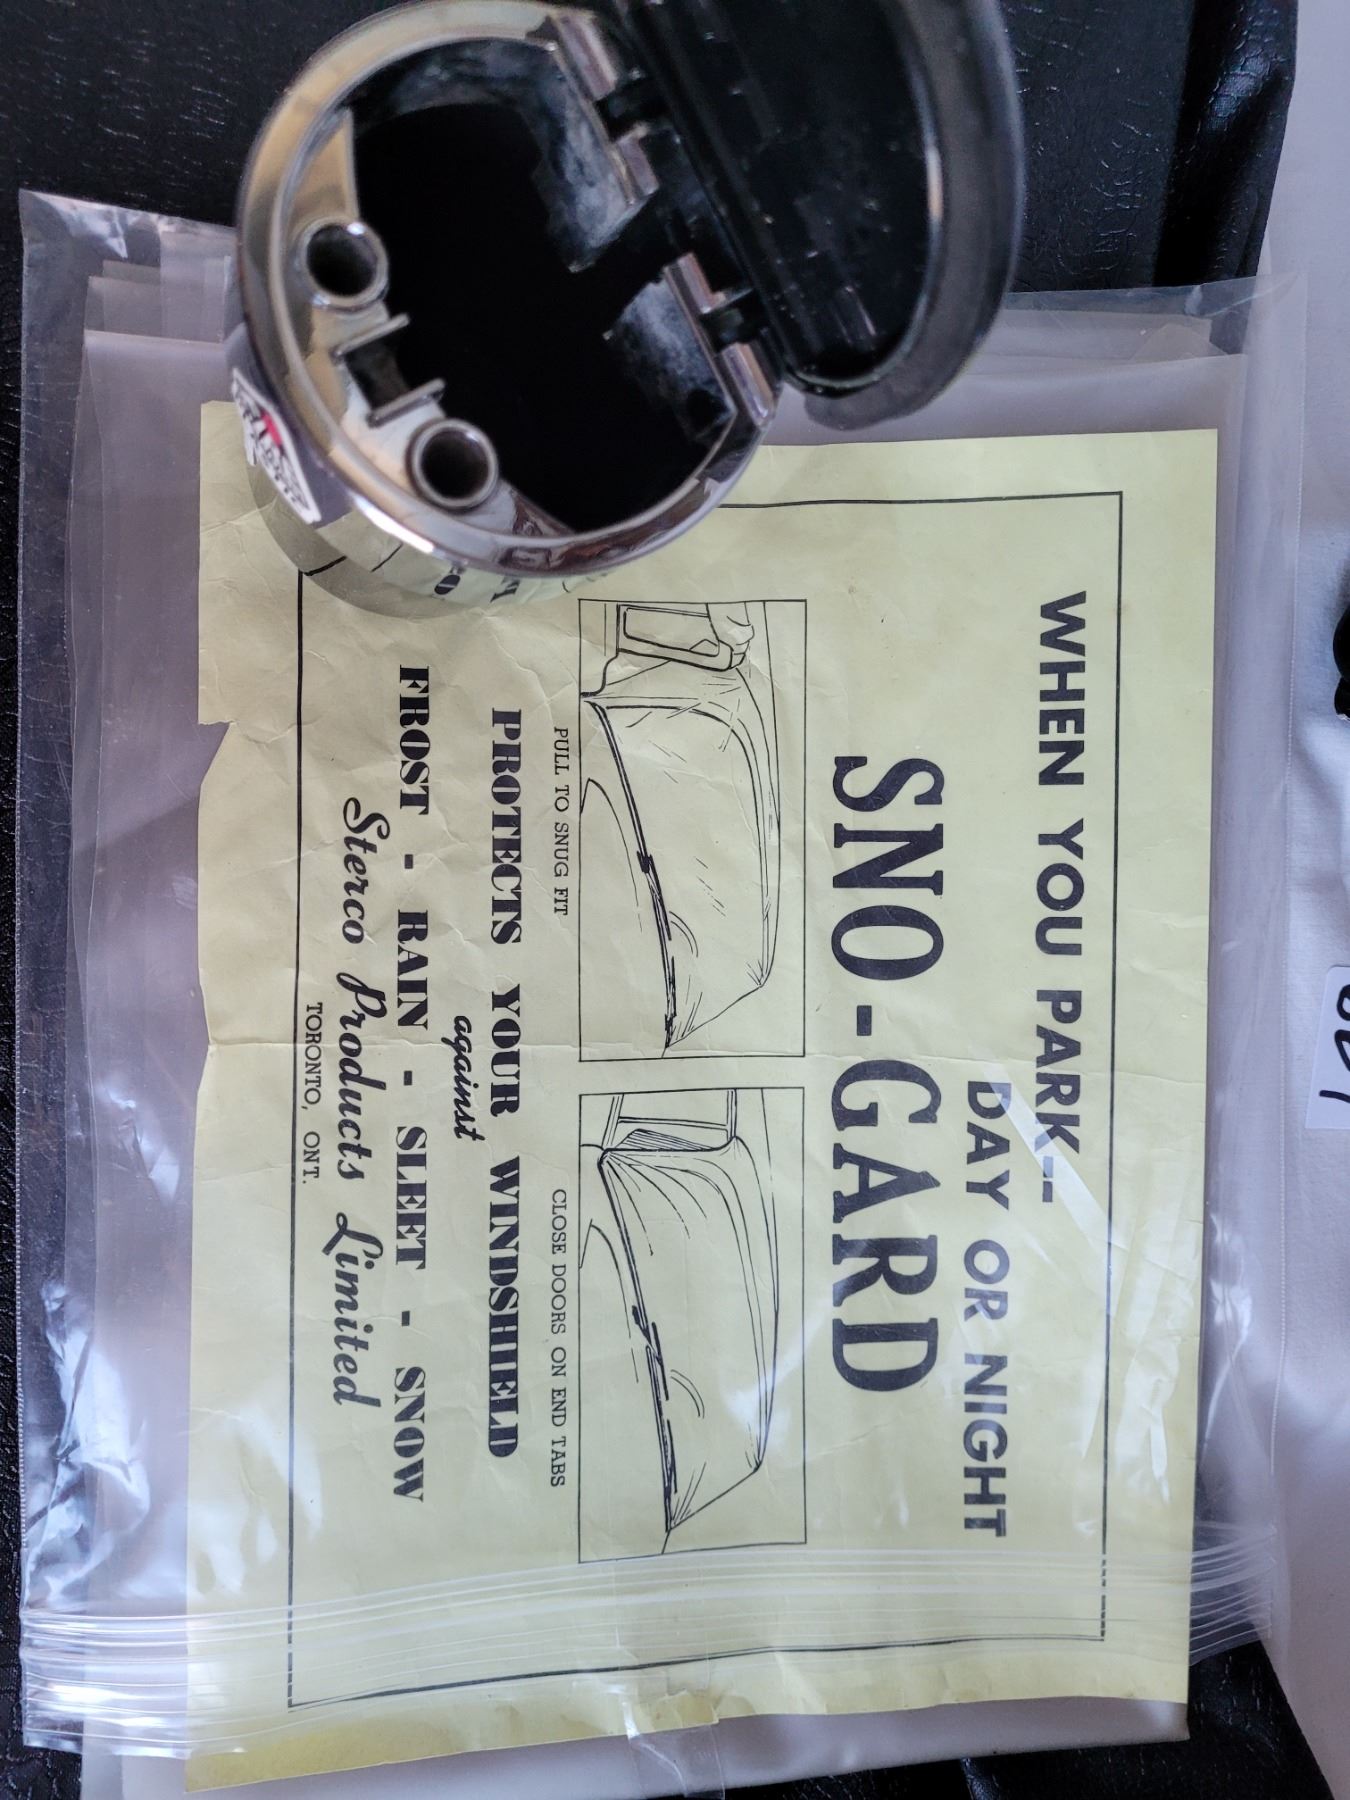 WHEN YOU PARK--
DAY OR NIGHT
SNO-GARD
PULL TO SNUG FIT
CLOSE DOORS ON END TABS
PROTECTS YOUR WINDSHIELD
against
FROST - RAIN - SLEET - SNOW
Sterco Products Limited
TORONTO, ONT.